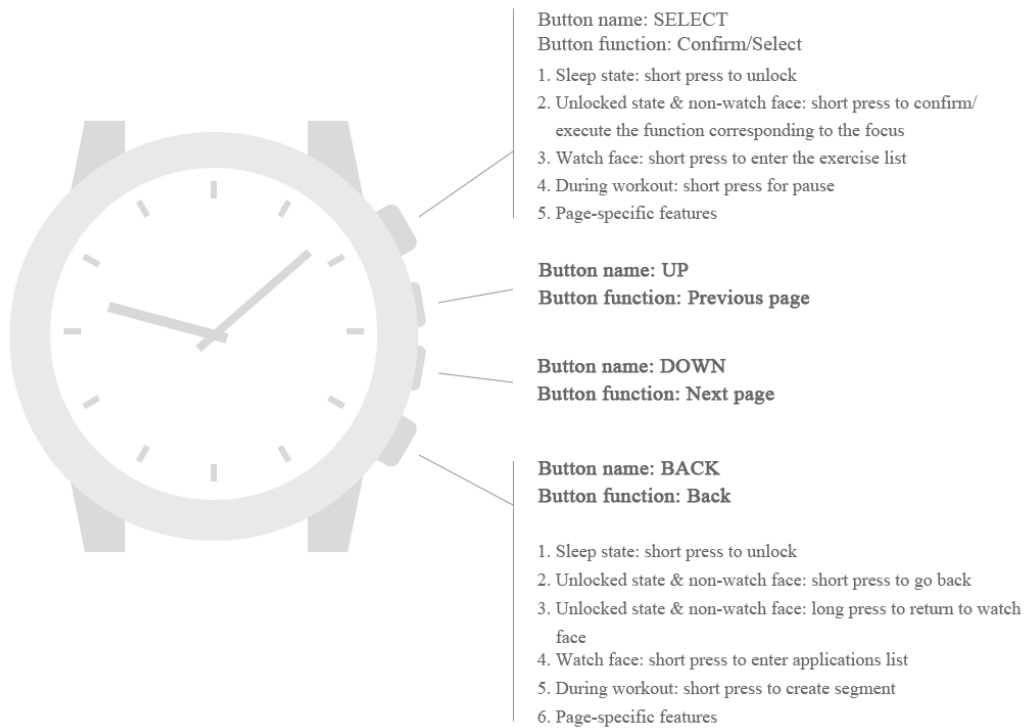 Button name: SELECT
Button function: Confirm/Select
1. Sleep state: short press to unlock
2. Unlocked state & non-watch face: short press to confirm/
execute the function corresponding to the focus
3. Watch face: short press to enter the exercise list
4. During workout: short press for pause
5. Page-specific features
Button name: UP
Button function: Previous page
Button name: DOWN
Button function: Next page
Button name: BACK
Button function: Back
1. Sleep state: short press to unlock
2. Unlocked state & non-watch face: short press to go back
3. Unlocked state & non-watch face: long press to return to watch
face
4. Watch face: short press to enter applications list
5. During workout: short press to create segment
6. Page-specific features